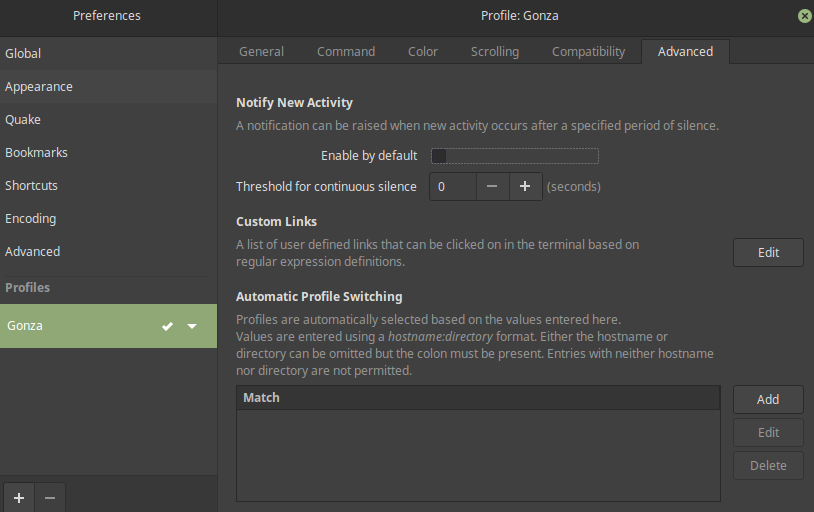 Preferences
Profile: Gonza
Global
Appearance
Quake
Bookmarks
Shortcuts
Encoding
Advanced
Profiles
Gonza
General Command Color Scrolling Compatibility Advanced
Notify New Activity
A notification can be raised when new activity occurs after a specified period of silence.
Enable by default
Threshold for continuous silence 0 − + (seconds)
Custom Links
A list of user defined links that can be clicked on in the terminal based on
regular expression definitions.
Edit
Automatic Profile Switching
Profiles are automatically selected based on the values entered here.
Values are entered using a hostname:directory format. Either the hostname or
directory can be omitted but the colon must be present. Entries with neither hostname
nor directory are not permitted.
Match
Add
Edit
Delete
+ −